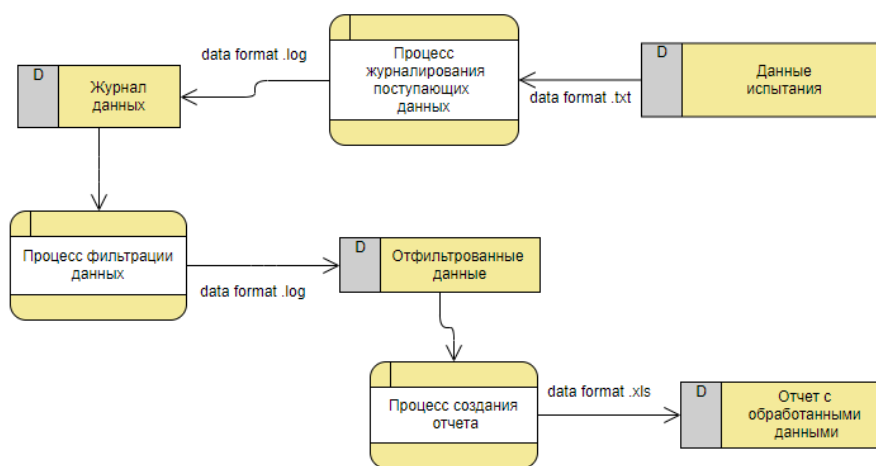 data format .log
D
Журнал
данных
Процесс
журналирования
поступающих
данных
data format .txt
D
Данные
испытания
Процесс фильтрации
данных
data format .log
D
Отфильтрованные
данные
Процесс создания
отчета
data format .xls
D
Отчет с
обработанными
данными